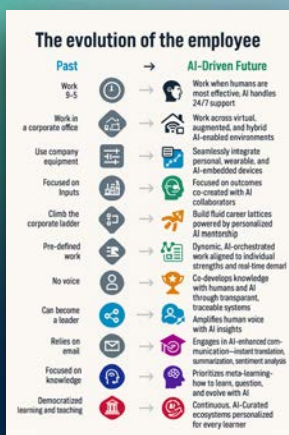 The evolution of the employee
Past → AI-Driven Future
Work
9-5
Work when humans are
most effective, AI handles
24/7 support
Work in
a corporate office
Work across virtual,
augmented, and hybrid
AI-enabled environments
Use company
equipment
Seamlessly integrate
personal, wearable, and
AI-embedded devices
Focused on
Inputs
Focused on outcomes
co-created with AI
collaborators
Climb the
corporate ladder
Build fluid career lattices
powered by personalized
AI mentorship
Pre-defined
work
Dynomic, AI-orchestrated
work aligned to individual
strengths and real-time demarl
No voice
Co-develops knowledge
with humans and AI
through transparant,
traceable systems
Can become
a leader
Amplifies human voice
with AI insights
Relies on
email
Engages in AI-enhanced com-
munication—instant translation,
summarization, sentiment analysis
Focused on
knowledge
Prioritizes meta-learning-
how to learn, question,
and evolve with AI
Democratized
learning and teaching
Continuous, AI-Curated
ecosystems personalized
for every learner